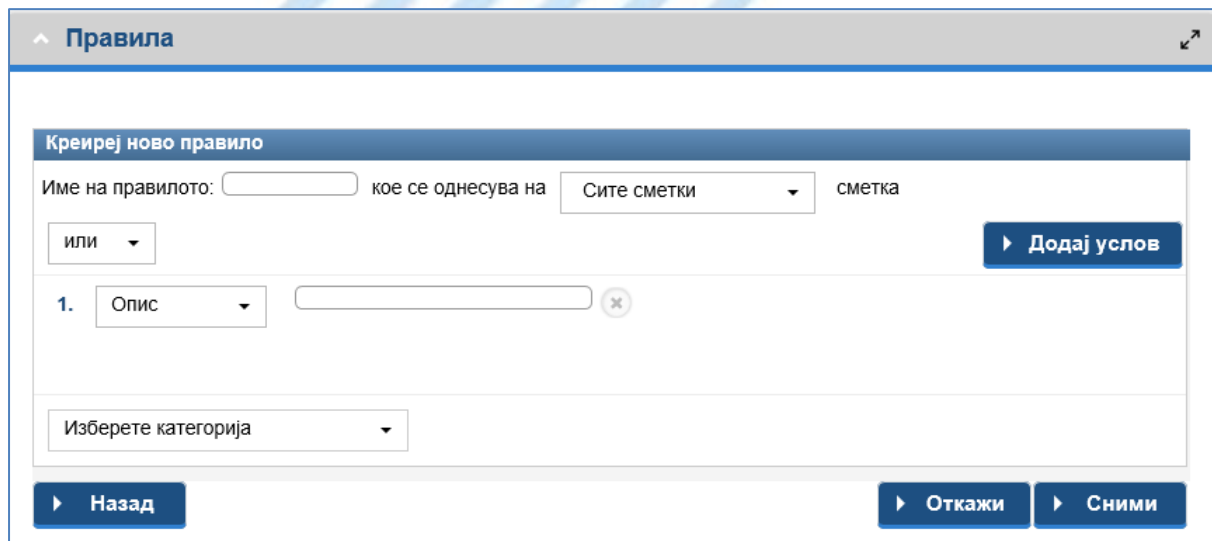 Правила
Креирej ново правило
Име на правилото: кое се однесува на Сите сметки сметка
или Додај услов
1. Опис
Изберете категорија
Назад Откажи Сними